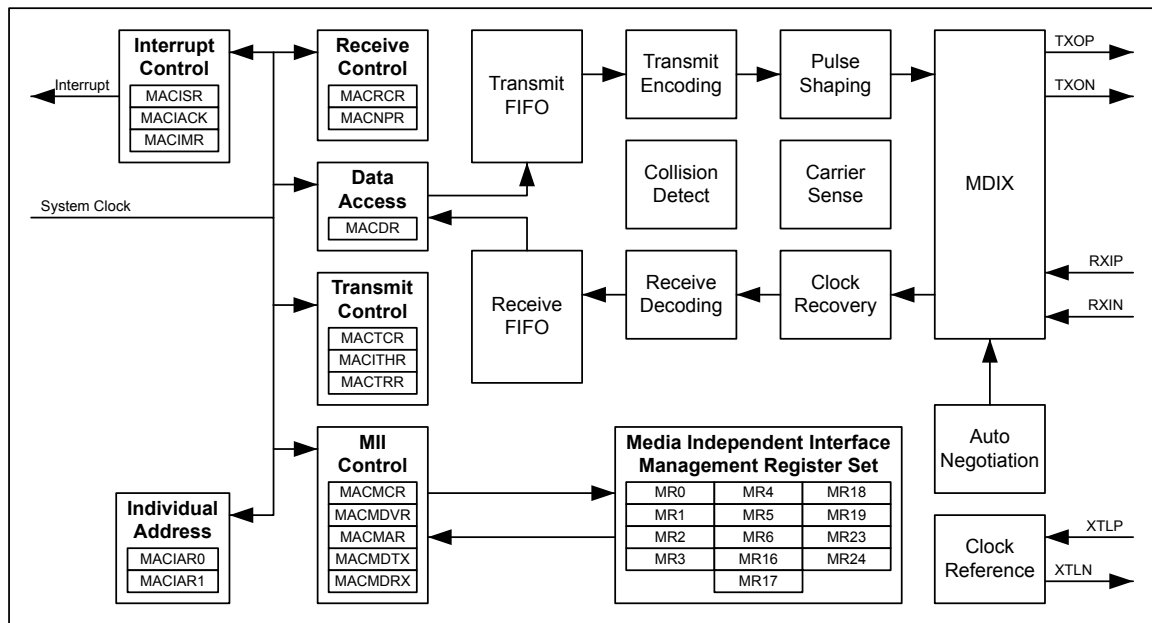 Interrupt
Control
MACISR
MACIACK
MACIMR
Receive
Control
MACRCR
MACNPR
Transmit
FIFO
Transmit
Encoding
Pulse
Shaping
TXOP
TXON
Interrupt
Collision
Detect
Carrier
Sense
MDIX
Data
Access
MACDR
System Clock
Transmit
Control
MACTCR
MACITHR
MACTRR
Receive
FIFO
Receive
Decoding
Clock
Recovery
RXIP
RXIN
MII
Control
MACMCR
MACMDVR
MACMAR
MACMDTX
MACMDRX
Media Independent Interface
Management Register Set
MR0 MR4 MR18
MR1 MR5 MR19
MR2 MR6 MR23
MR3 MR16 MR24
MR17
Auto
Negotiation
Individual
Address
MACIAR0
MACIAR1
Clock
Reference
XTLP
XTLN